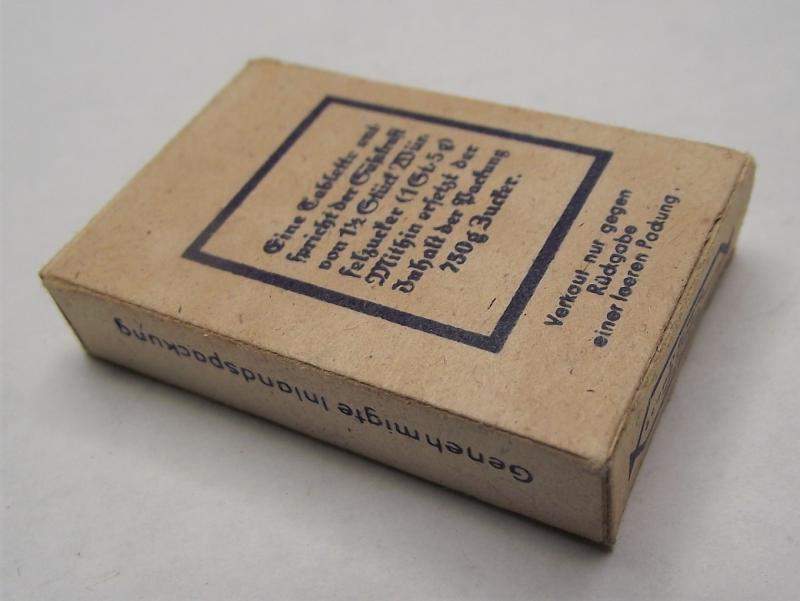 Eine Tablette ent
spricht der Süßkraft
von 1½ Stück Wür
felzucker (1 St. 5 g)
Mithin ersetzt der
Inhalt der Packung
750 g Zucker.
Verkauf nur gegen
Rückgabe
einer leeren Packung.
Genehmigte Inlandspackung